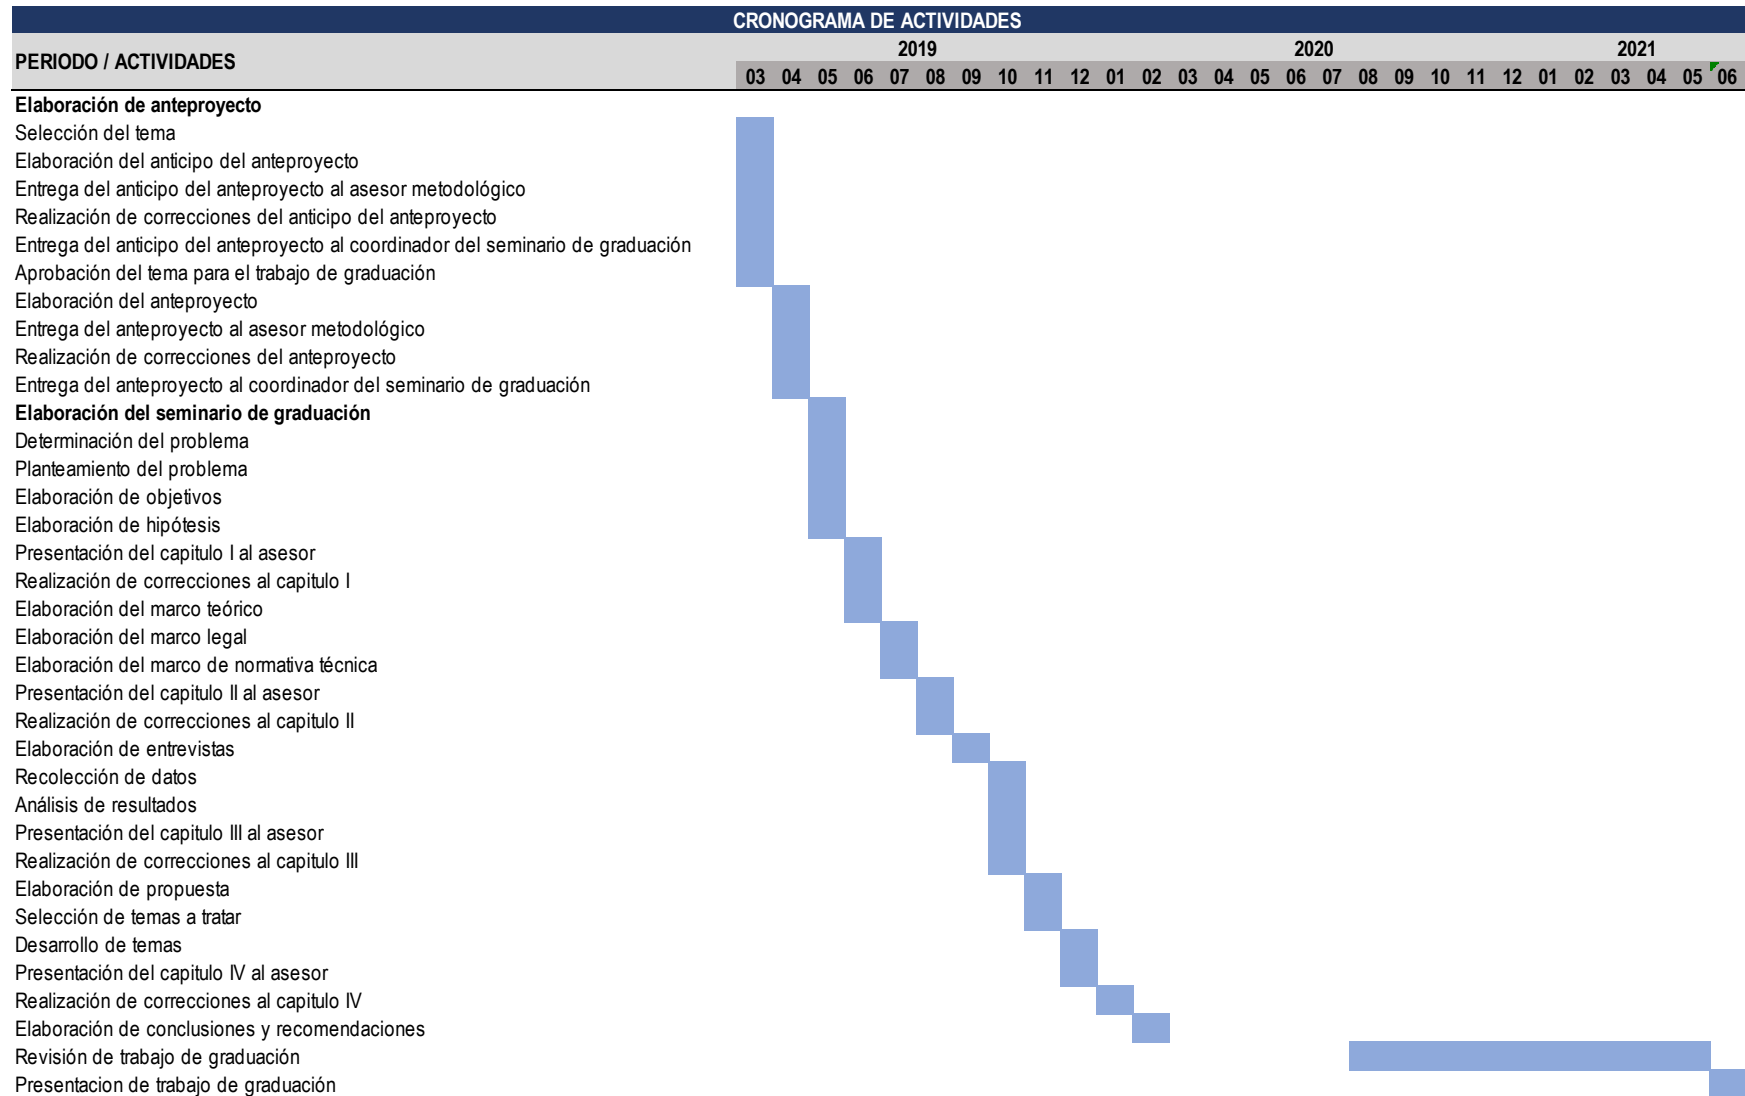 CRONOGRAMA DE ACTIVIDADES
PERIODO / ACTIVIDADES 2019 2020 2021
03 04 05 06 07 08 09 10 11 12 01 02 03 04 05 06 07 08 09 10 11 12 01 02 03 04 05 06
Elaboración de anteproyecto
Selección del tema
Elaboración del anticipo del anteproyecto
Entrega del anticipo del anteproyecto al asesor metodológico
Realización de correcciones del anticipo del anteproyecto
Entrega del anticipo del anteproyecto al coordinador del seminario de graduación
Aprobación del tema para el trabajo de graduación
Elaboración del anteproyecto
Entrega del anteproyecto al asesor metodológico
Realización de correcciones del anteproyecto
Entrega del anteproyecto al coordinador del seminario de graduación
Elaboración del seminario de graduación
Determinación del problema
Planteamiento del problema
Elaboración de objetivos
Elaboración de hipótesis
Presentación del capitulo I al asesor
Realización de correcciones al capitulo I
Elaboración del marco teórico
Elaboración del marco legal
Elaboración del marco de normativa técnica
Presentación del capitulo II al asesor
Realización de correcciones al capitulo II
Elaboración de entrevistas
Recolección de datos
Análisis de resultados
Presentación del capitulo III al asesor
Realización de correcciones al capitulo III
Elaboración de propuesta
Selección de temas a tratar
Desarrollo de temas
Presentación del capitulo IV al asesor
Realización de correcciones al capitulo IV
Elaboración de conclusiones y recomendaciones
Revisión de trabajo de graduación
Presentacion de trabajo de graduación